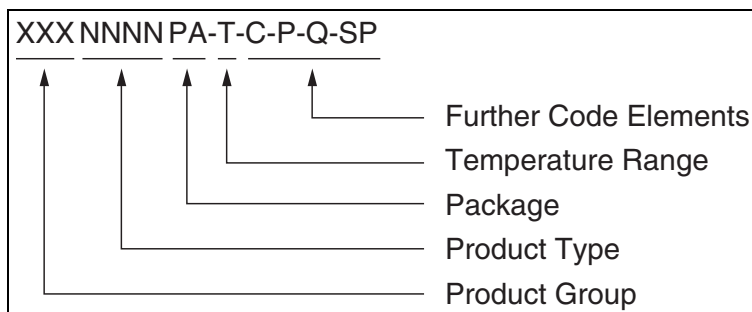 XXX NNNN PA-T-C-P-Q-SP
Further Code Elements
Temperature Range
Package
Product Type
Product Group